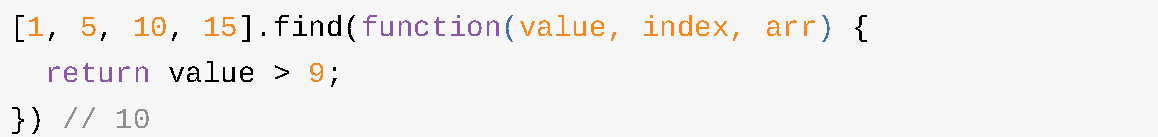 [1, 5, 10, 15].find(function(value, index, arr) {
  return value > 9;
}) // 10